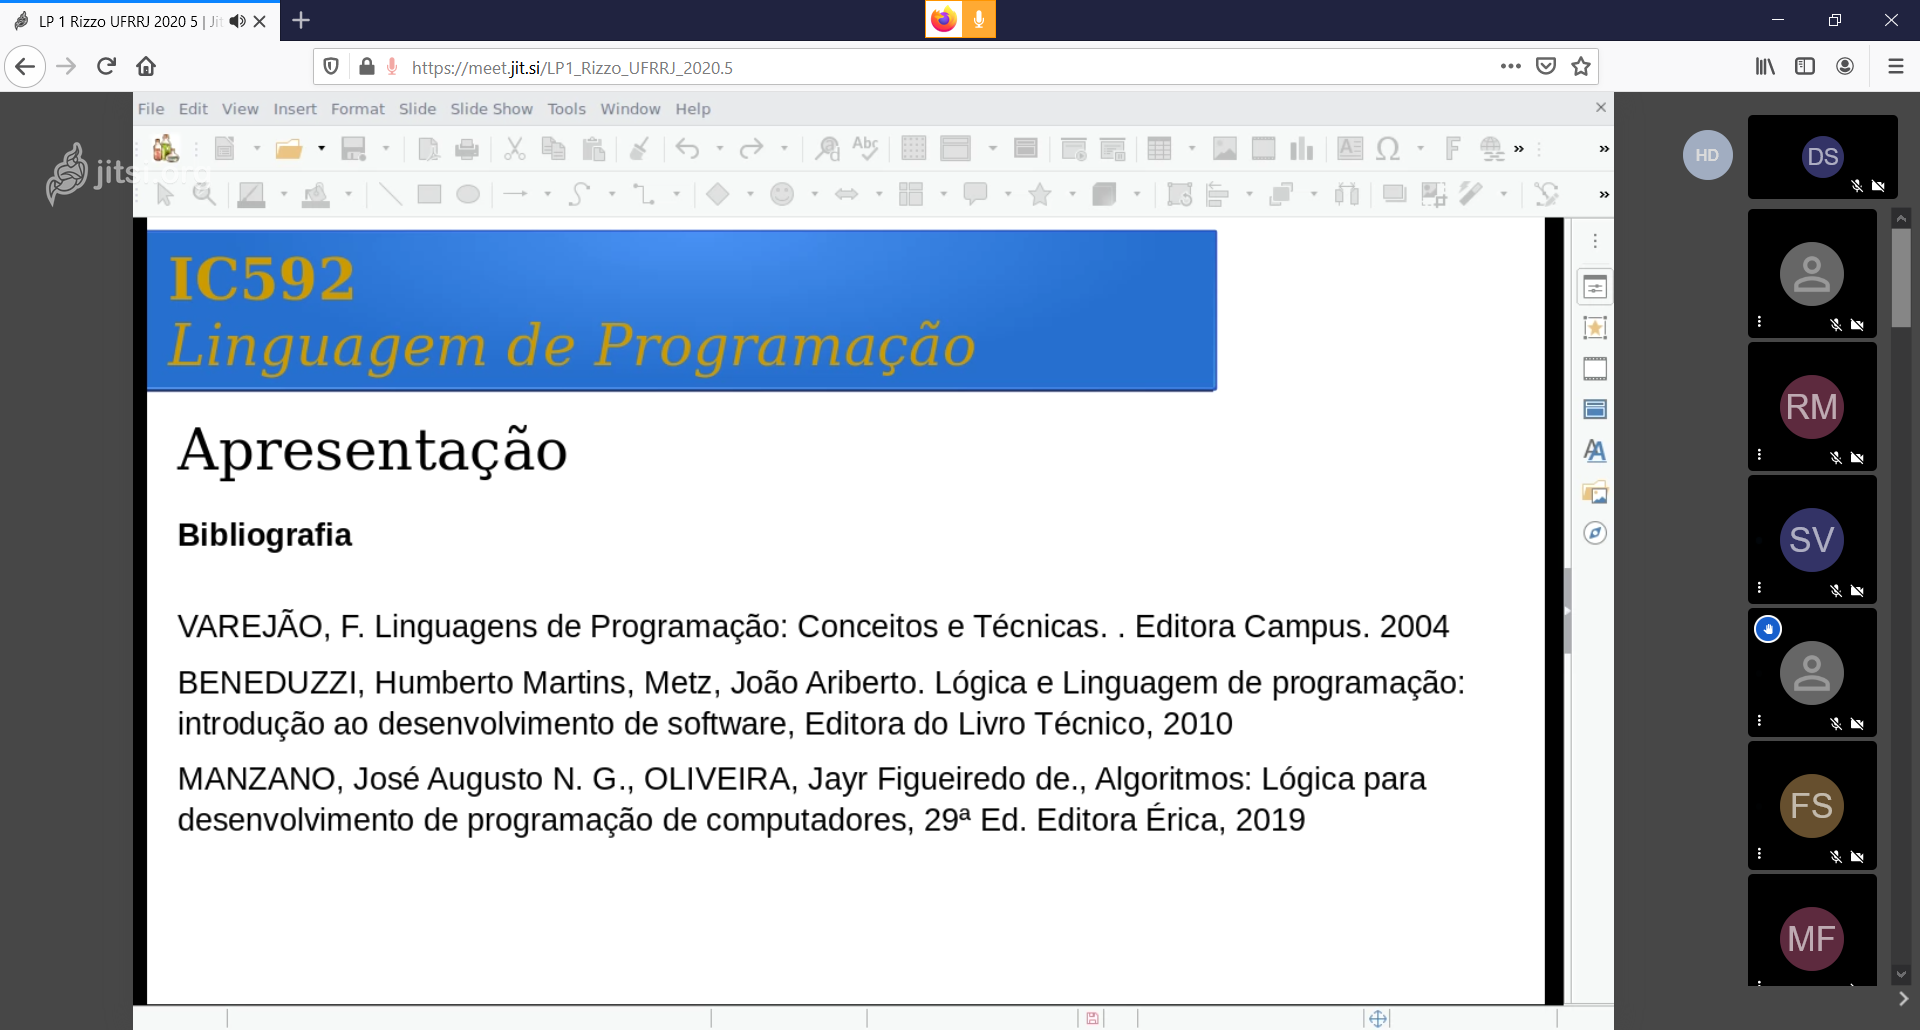 LP 1 Rizzo UFRRJ 2020 5 | Jit
https://meet.jit.si/LP1_Rizzo_UFRRJ_2020.5
File Edit View Insert Format Slide Slide Show Tools Window Help
jitsi.org
Abc
HD
DS
IC592
Linguagem de Programação
Apresentação
Bibliografia
VAREJÃO, F. Linguagens de Programação: Conceitos e Técnicas. . Editora Campus. 2004
BENEDUZZI, Humberto Martins, Metz, João Ariberto. Lógica e Linguagem de programação:
introdução ao desenvolvimento de software, Editora do Livro Técnico, 2010
MANZANO, José Augusto N. G., OLIVEIRA, Jayr Figueiredo de., Algoritmos: Lógica para
desenvolvimento de programação de computadores, 29ª Ed. Editora Érica, 2019
RM
SV
FS
MF